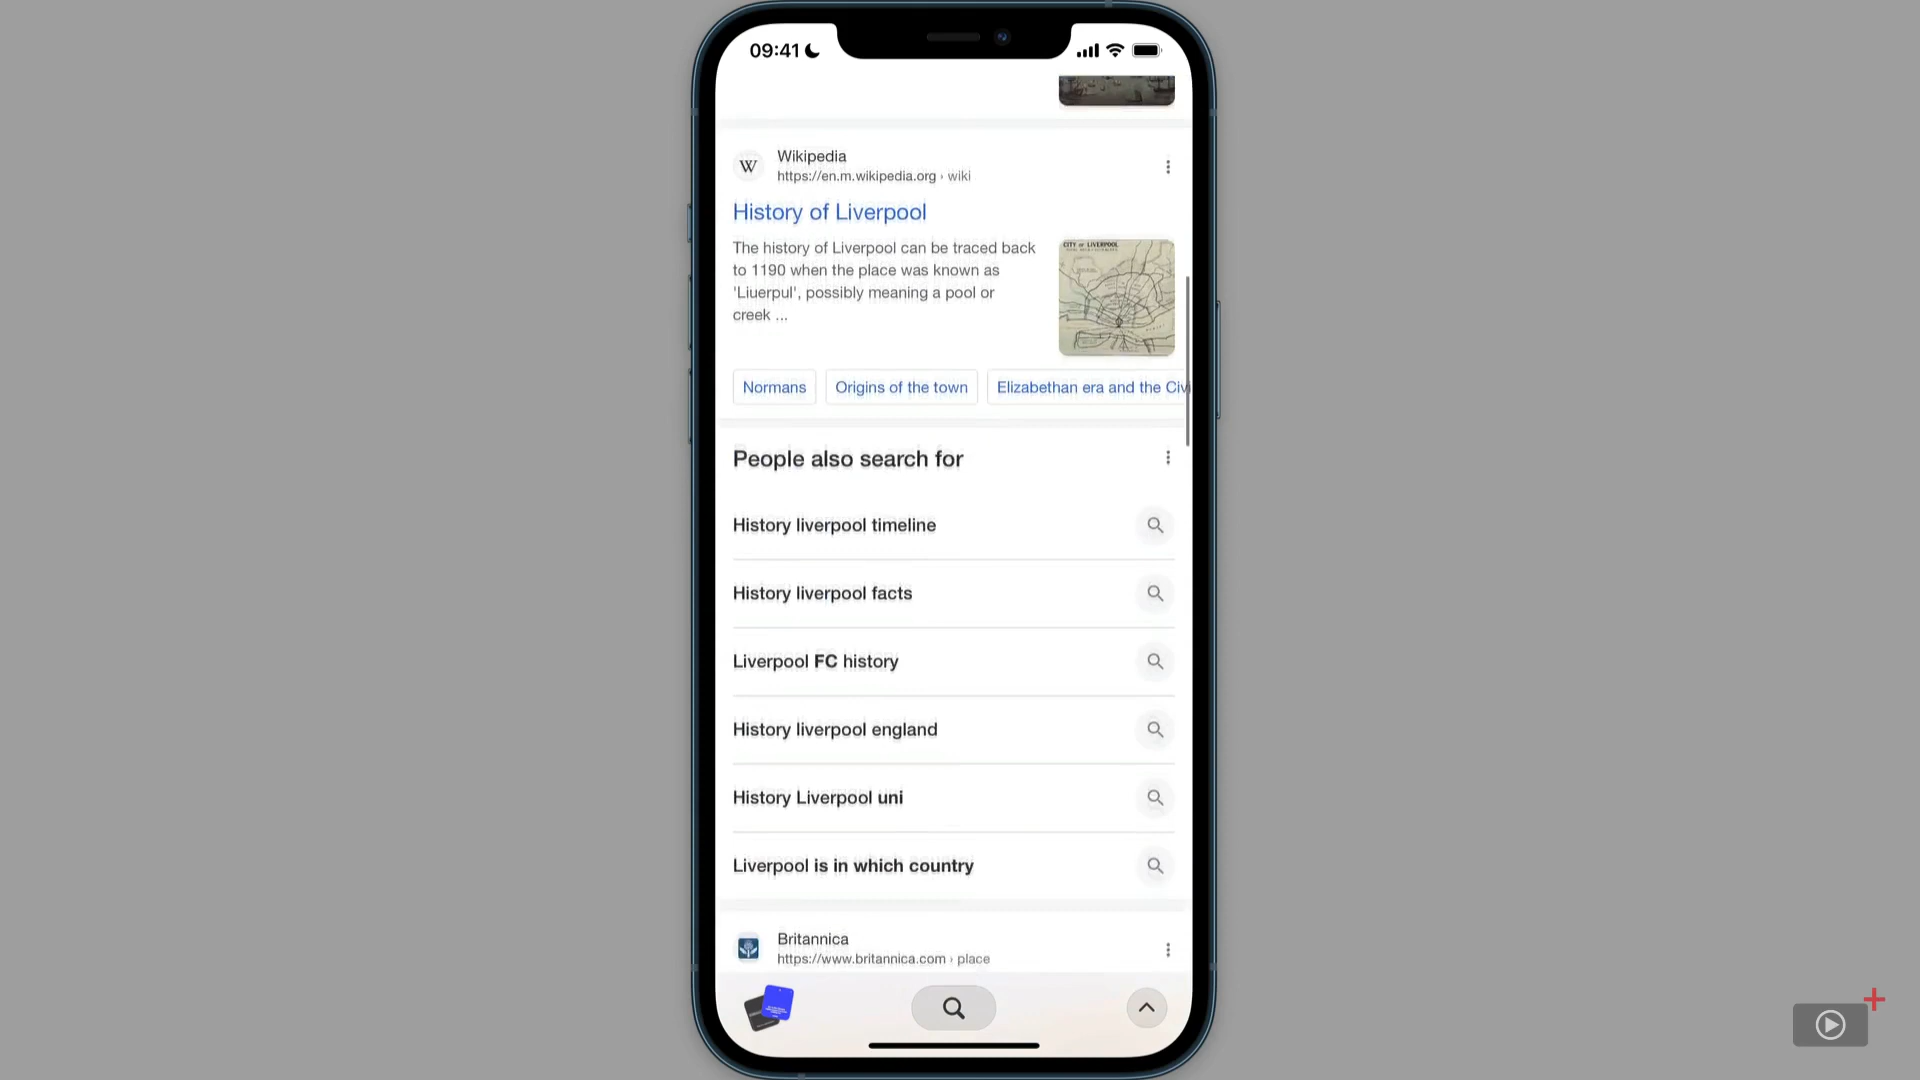 09:41
W
Wikipedia
https://en.m.wikipedia.org › wiki
History of Liverpool
The history of Liverpool can be traced back
to 1190 when the place was known as
'Liuerpul', possibly meaning a pool or
creek ...
CITY of LIVERPOOL
Normans
Origins of the town
Elizabethan era and the Civi
People also search for
History liverpool timeline
History liverpool facts
Liverpool FC history
History liverpool england
History Liverpool uni
Liverpool is in which country
Britannica
https://www.britannica.com › place